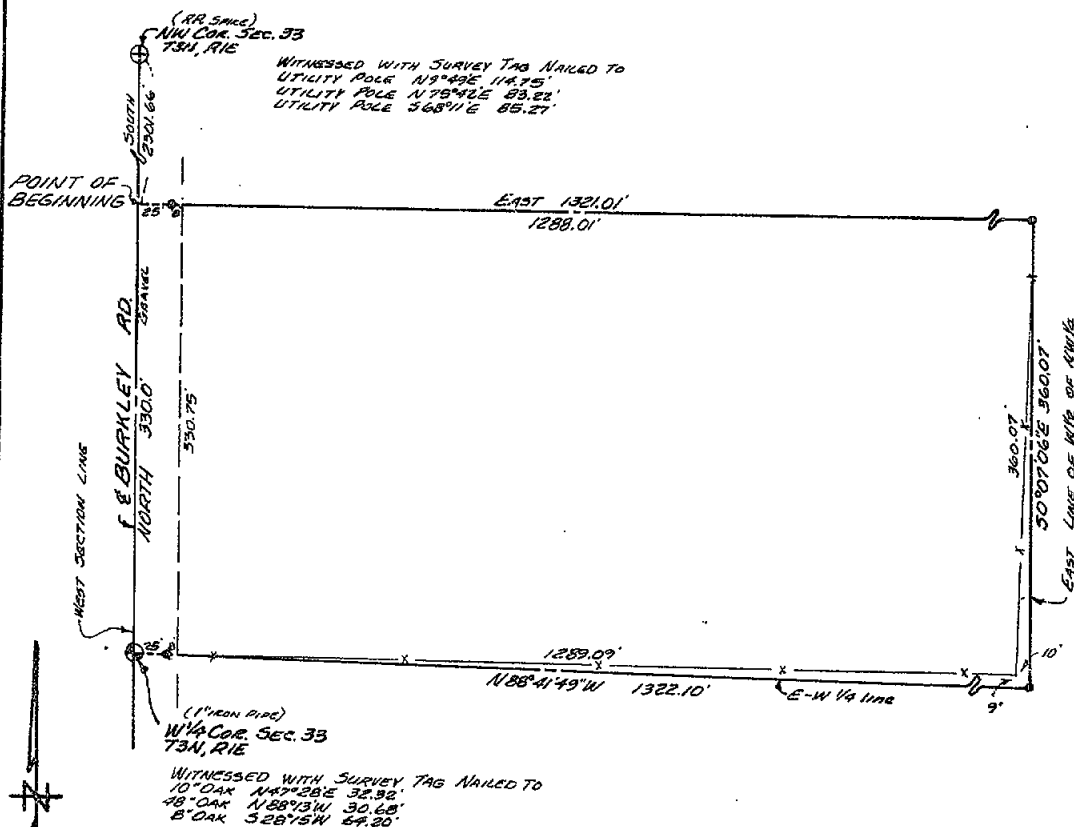 (RR SPIKE)
NW COR. SEC. 33
T3N, R1E
WITNESSED WITH SURVEY TAG NAILED TO
UTILITY POLE N9°49'E 114.75'
UTILITY POLE N78°42'E 83.22'
UTILITY POLE S68°11'E 85.27'
SOUTH
2301.66'
POINT OF
BEGINNING
25'
EAST 1321.01'
1288.01'
GRAVEL
℄ BURKLEY RD.
NORTH 330.0'
530.75'
WEST SECTION LINE
360.07'
S0°07'06"E 360.07'
EAST LINE OF W½ OF NW¼
25'
1289.09'
N88°41'49"W 1322.10'
E-W ¼ line
10'
9'
(1" IRON PIPE)
W¼ COR. SEC. 33
T3N, R1E
WITNESSED WITH SURVEY TAG NAILED TO
10" OAK N47°28'E 32.32'
48" OAK N88°13'W 30.68'
8" OAK S28°15'W 64.20'
N